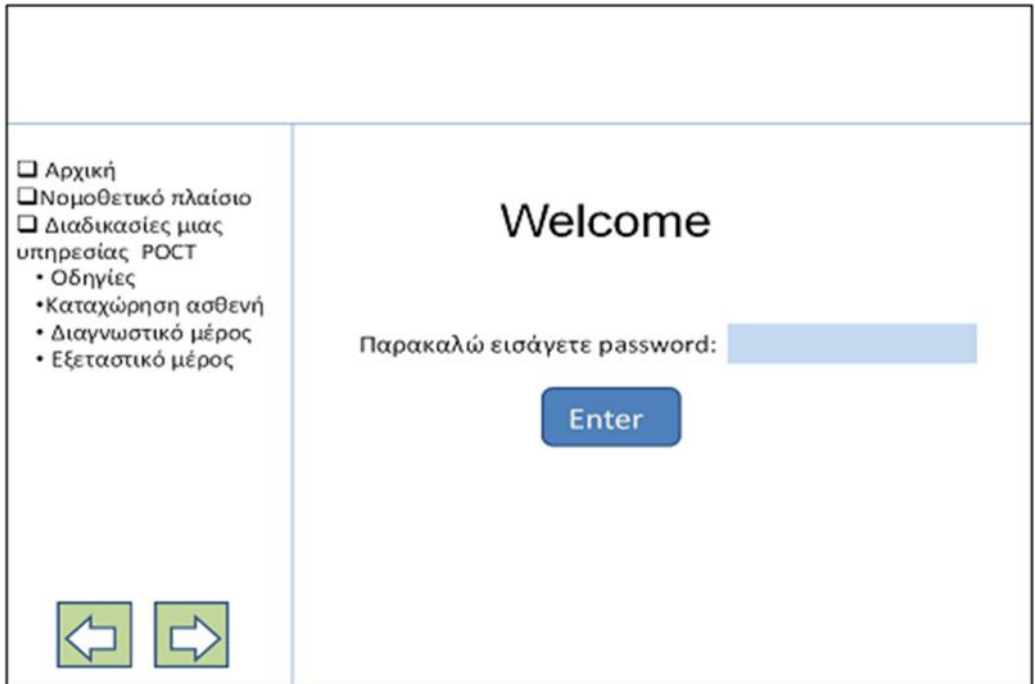 ❑ Αρχική
❑Νομοθετικό πλαίσιο
❑ Διαδικασίες μιας
υπηρεσίας POCT
• Οδηγίες
•Καταχώρηση ασθενή
• Διαγνωστικό μέρος
• Εξεταστικό μέρος
Welcome
Παρακαλώ εισάγετε password:
Enter